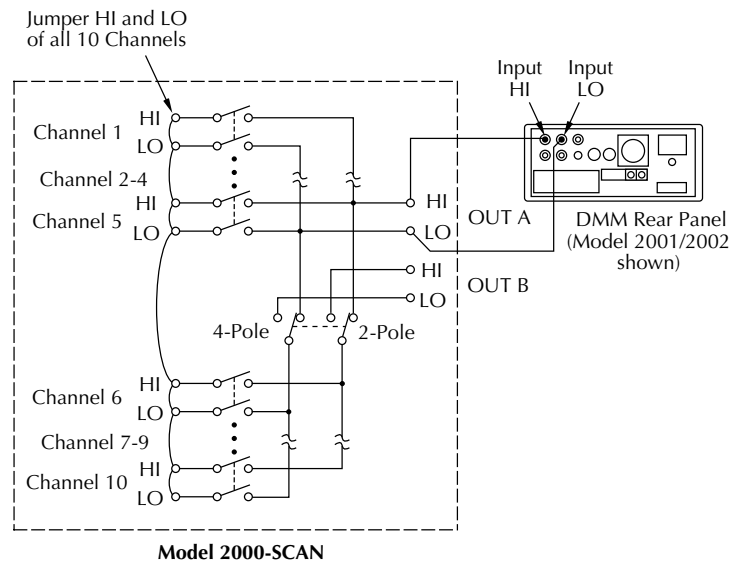 Jumper HI and LO
of all 10 Channels
Input
HI
Input
LO
Channel 1
HI
LO
Channel 2-4
Channel 5
HI
LO
HI
OUT A
LO
HI
OUT B
LO
DMM Rear Panel
(Model 2001/2002
shown)
4-Pole
2-Pole
Channel 6
HI
LO
Channel 7-9
Channel 10
HI
LO
Model 2000-SCAN